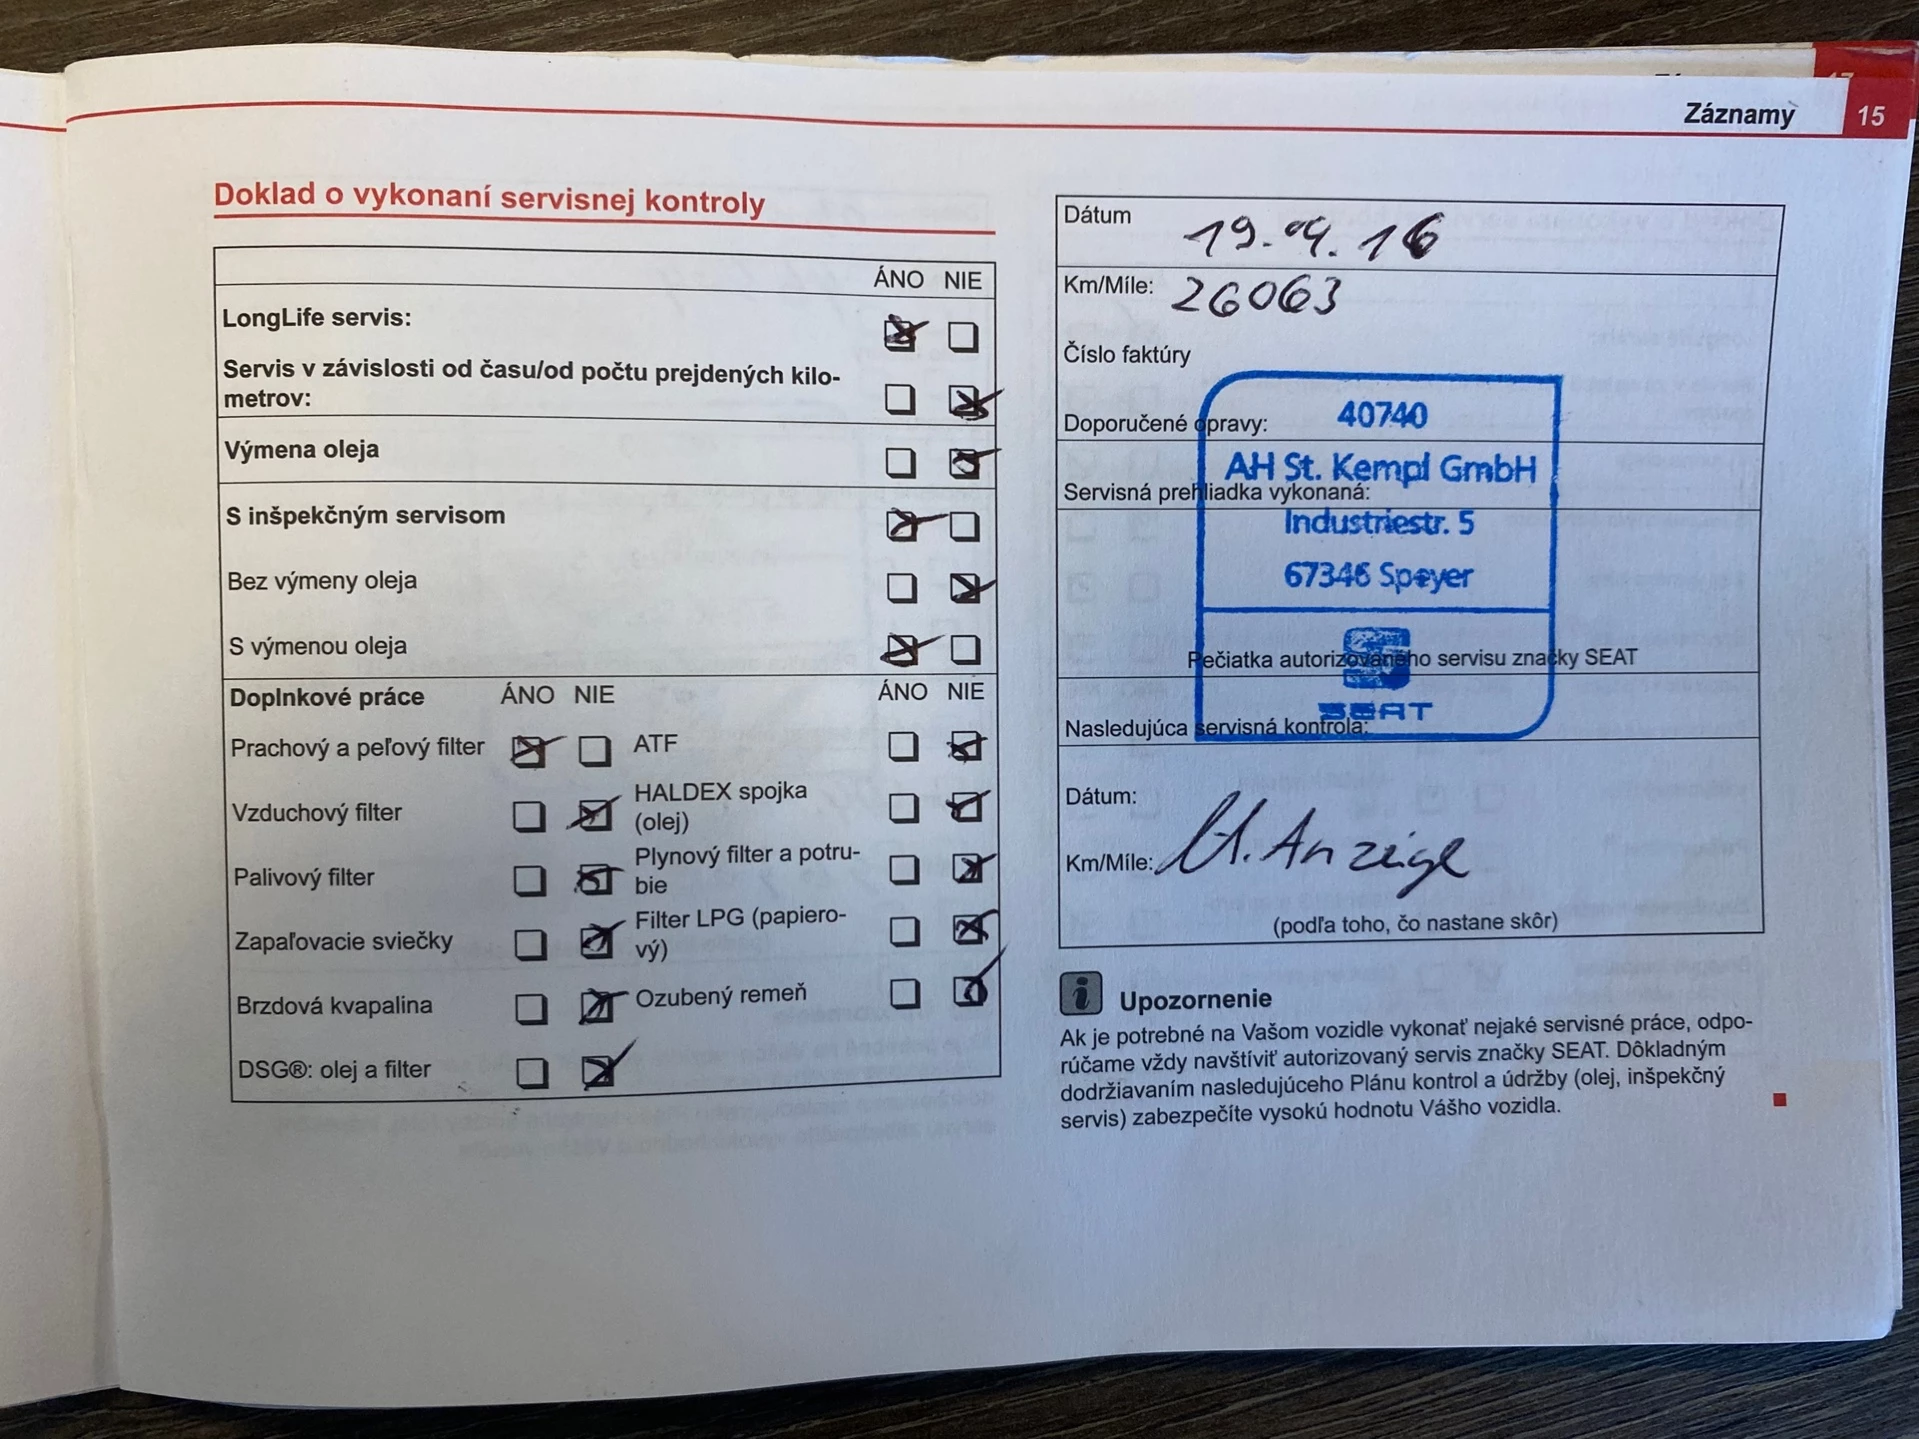 Záznamy 15
Doklad o vykonaní servisnej kontroly
ÁNO NIE
LongLife servis:
Servis v závislosti od času/od počtu prejdených kilo-
metrov:
Výmena oleja
S inšpekčným servisom
Bez výmeny oleja
S výmenou oleja
Doplnkové práce ÁNO NIE ÁNO NIE
Prachový a peľový filter ATF
Vzduchový filter HALDEX spojka
(olej)
Palivový filter Plynový filter a potru-
bie
Zapaľovacie sviečky Filter LPG (papiero-
vý)
Brzdová kvapalina Ozubený remeň
DSG®: olej a filter
Dátum 19.04.16
Km/Míle: 26063
Číslo faktúry
Doporučené opravy:
Servisná prehliadka vykonaná:
40740
AH St. Kempl GmbH
Industriestr. 5
67346 Speyer
SEAT
Pečiatka autorizovaného servisu značky SEAT
Nasledujúca servisná kontrola:
Dátum:
Km/Míle: Anzeige
(podľa toho, čo nastane skôr)
i Upozornenie
Ak je potrebné na Vašom vozidle vykonať nejaké servisné práce, odpo-
rúčame vždy navštíviť autorizovaný servis značky SEAT. Dôkladným
dodržiavaním nasledujúceho Plánu kontrol a údržby (olej, inšpekčný
servis) zabezpečíte vysokú hodnotu Vášho vozidla.